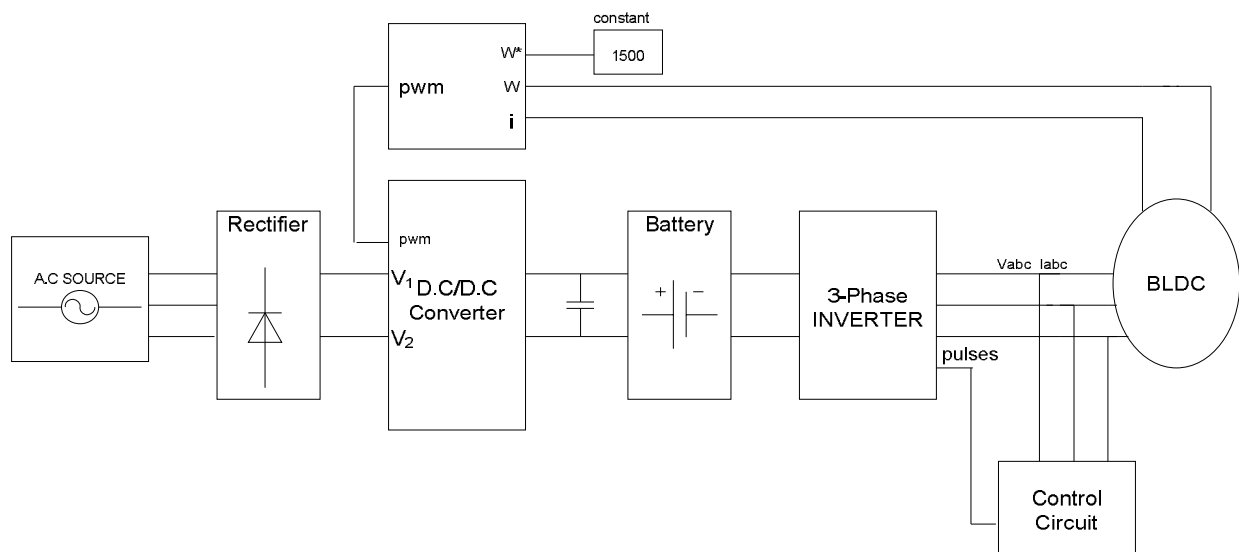 constant
W*
1500
pwm
W
i
Rectifier
Battery
pwm
A.C SOURCE
V1
D.C/D.C
Converter
V2
3-Phase
INVERTER
Vabc Iabc
BLDC
pulses
Control
Circuit